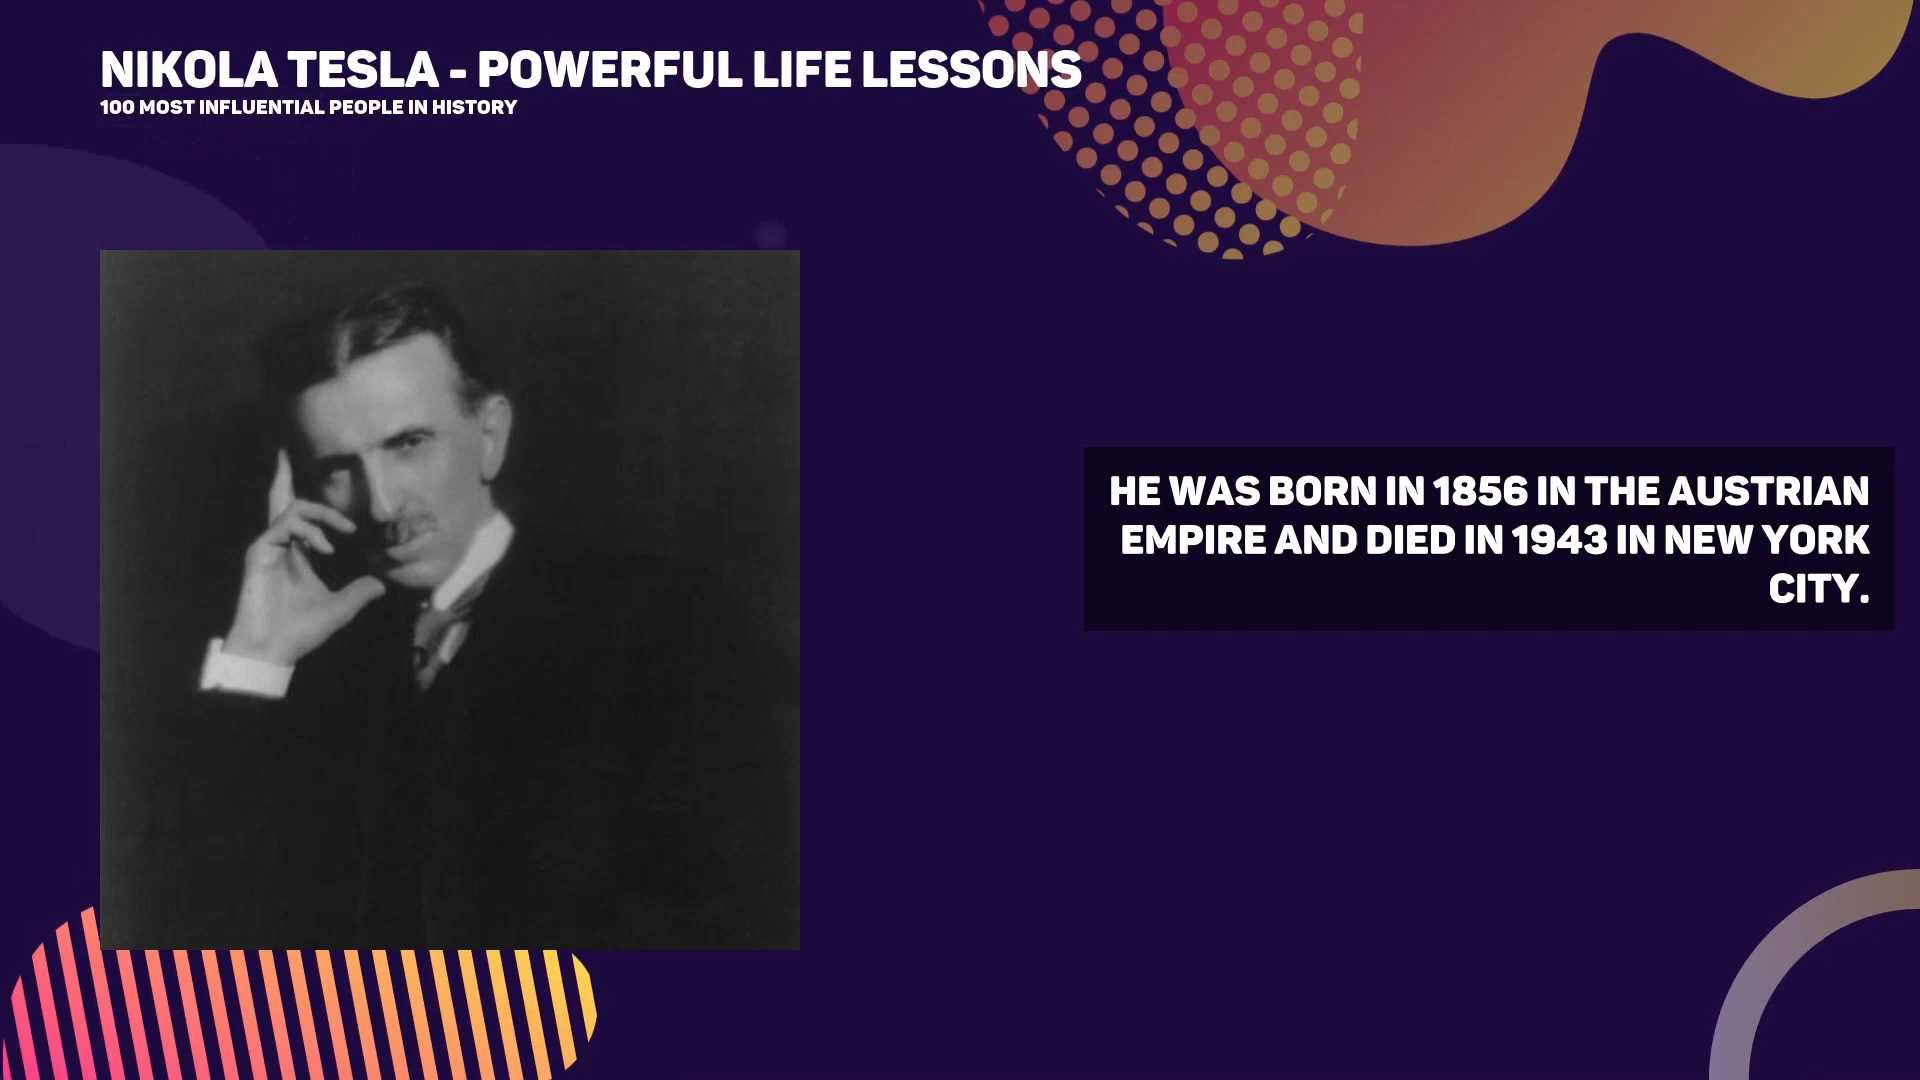 NIKOLA TESLA - POWERFUL LIFE LESSONS
100 MOST INFLUENTIAL PEOPLE IN HISTORY
HE WAS BORN IN 1856 IN THE AUSTRIAN
EMPIRE AND DIED IN 1943 IN NEW YORK
CITY.